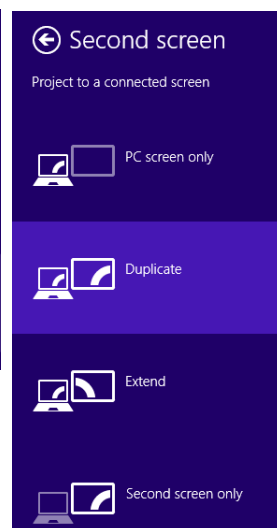 Second screen
Project to a connected screen
PC screen only
Duplicate
Extend
Second screen only